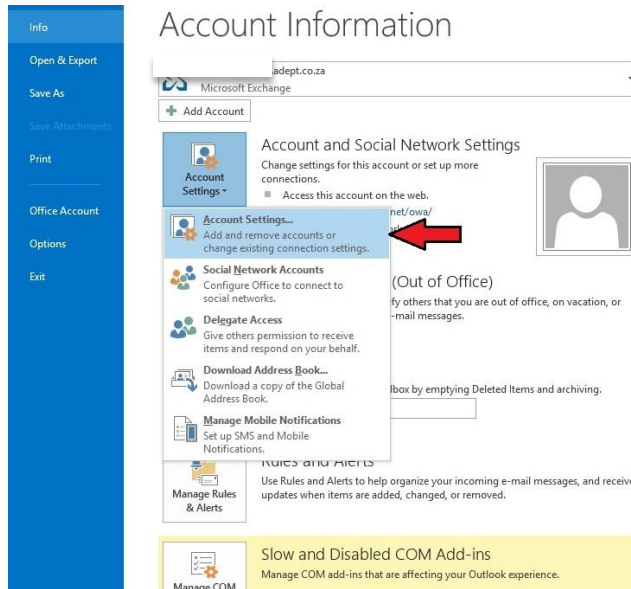 Info
Open & Export
Save As
Save Attachments
Print
Office Account
Options
Exit
Account Information
adept.co.za
Microsoft Exchange
Add Account
Account
Settings
Account and Social Network Settings
Change settings for this account or set up more
connections.
Access this account on the web.
net/owa/
Account Settings...
Add and remove accounts or
change existing connection settings.
Social Network Accounts
Configure Office to connect to
social networks.
Delegate Access
Give others permission to receive
items and respond on your behalf.
Download Address Book...
Download a copy of the Global
Address Book.
Manage Mobile Notifications
Set up SMS and Mobile
Notifications.
(Out of Office)
fy others that you are out of office, on vacation, or
-mail messages.
lbox by emptying Deleted Items and archiving.
Manage Rules
& Alerts
Rules and Alerts
Use Rules and Alerts to help organize your incoming e-mail messages, and receive
updates when items are added, changed, or removed.
Manage COM
Slow and Disabled COM Add-ins
Manage COM add-ins that are affecting your Outlook experience.